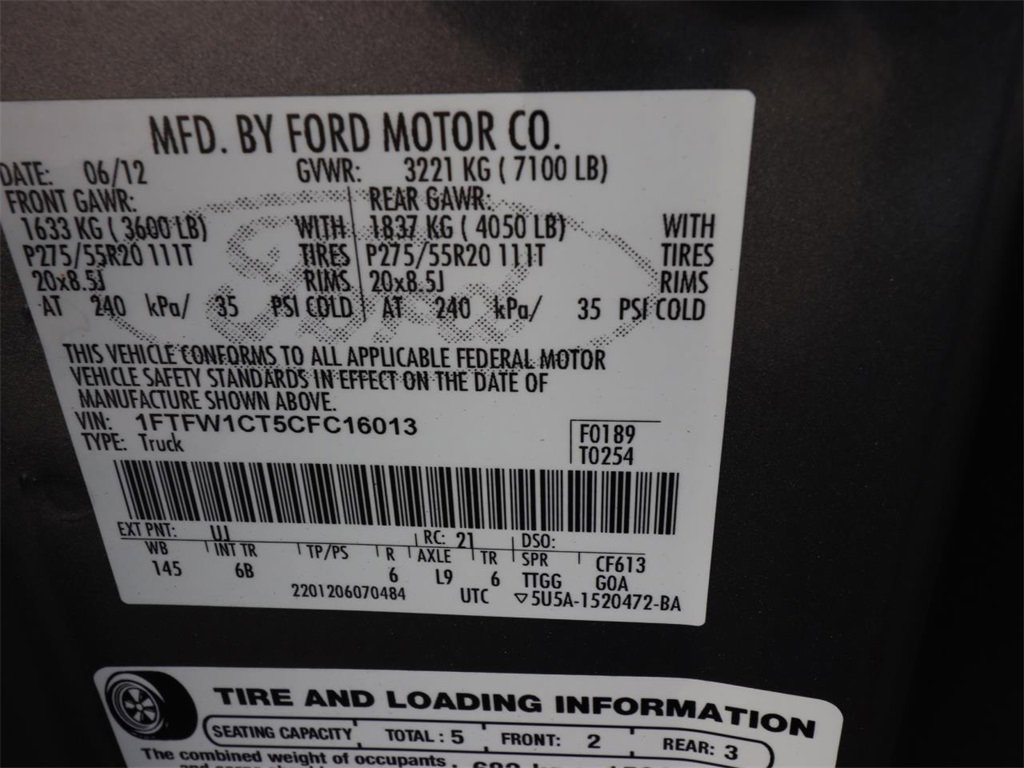 MFD. BY FORD MOTOR CO.
DATE: 06/12 GVWR: 3221 KG ( 7100 LB)
FRONT GAWR: REAR GAWR:
1633 KG ( 3600 LB) WITH 1837 KG ( 4050 LB) WITH
P275/55R20 111T TIRES P275/55R20 111T TIRES
20x8.5J RIMS 20x8.5J RIMS
AT 240 kPa/ 35 PSI COLD AT 240 kPa/ 35 PSI COLD
Ford
THIS VEHICLE CONFORMS TO ALL APPLICABLE FEDERAL MOTOR
VEHICLE SAFETY STANDARDS IN EFFECT ON THE DATE OF
MANUFACTURE SHOWN ABOVE.
VIN: 1FTFW1CT5CFC16013
TYPE: Truck
F0189
T0254
EXT PNT: UJ RC: 21 DSO:
WB INT TR TP/PS R AXLE TR SPR CF613
145 6B 6 L9 6 TTGG GOA
2201206070484 UTC ▽5U5A-1520472-BA
TIRE AND LOADING INFORMATION
SEATING CAPACITY TOTAL : 5 FRONT: 2 REAR: 3
The combined weight of occupants